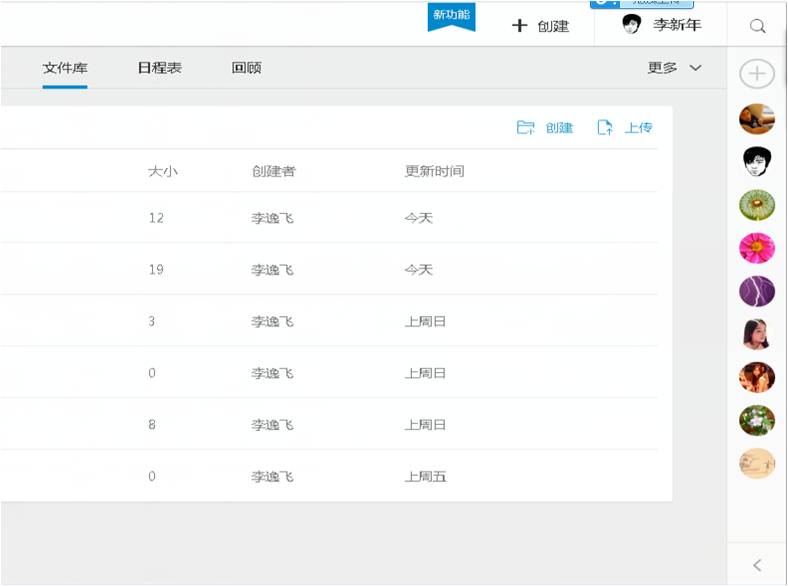 新功能
创建
李新年
文件库 日程表 回顾 更多
创建 上传
大小 创建者 更新时间
12 李逸飞 今天
19 李逸飞 今天
3 李逸飞 上周日
0 李逸飞 上周日
8 李逸飞 上周日
0 李逸飞 上周五